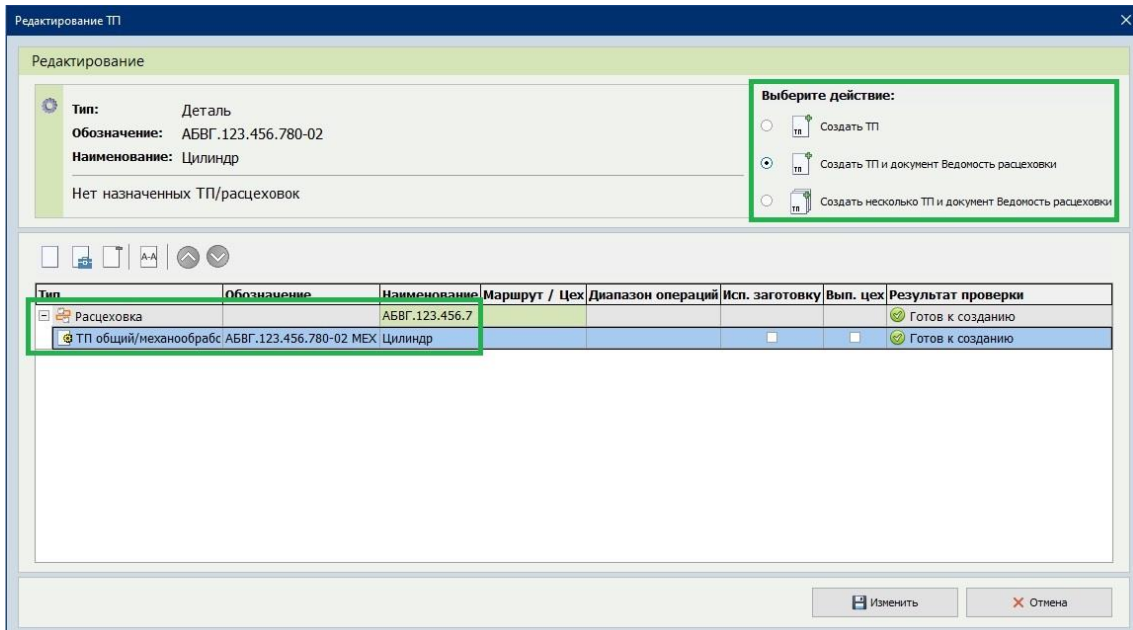 Редактирование ТП
Редактирование
Тип: Деталь
Обозначение: АБВГ.123.456.780-02
Наименование: Цилиндр
Нет назначенных ТП/расцеховок
Выберите действие:
ТП Создать ТП
ТП Создать ТП и документ Ведомость расцеховки
ТП Создать несколько ТП и документ Ведомость расцеховки
А-А
Тип Обозначение Наименование Маршрут / Цех Диапазон операций Исп. заготовку Вып. цех Результат проверки
Расцеховка АБВГ.123.456.7 Готов к созданию
ТП общий/механообрабс АБВГ.123.456.780-02 МЕХ Цилиндр Готов к созданию
Изменить Отмена